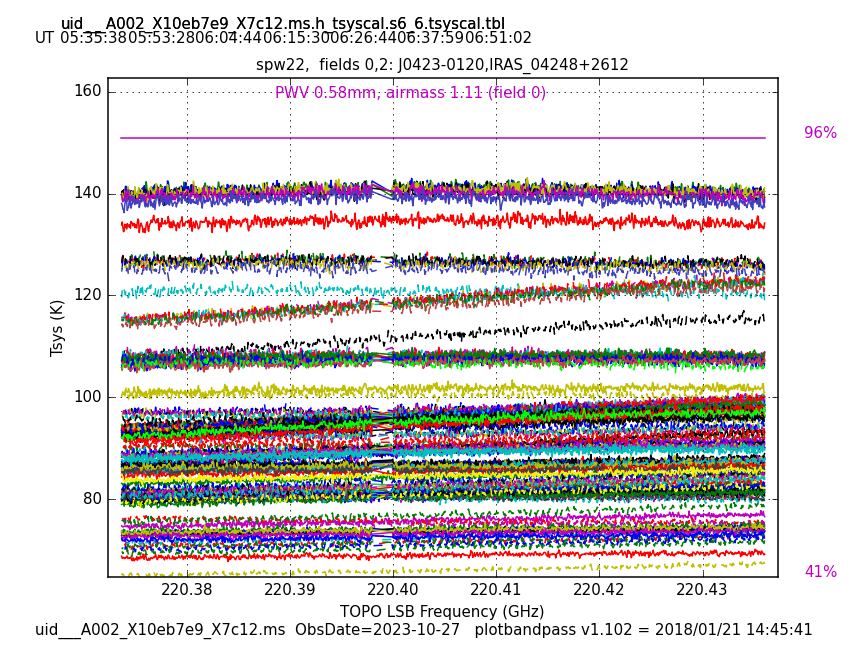 uid___A002_X10eb7e9_X7c12.ms.h_tsyscal.s6_6.tsyscal.tbl
UT 05:35:38 05:53:28 06:04:44 06:15:30 06:26:44 06:37:59 06:51:02
spw22,  fields 0,2: J0423-0120,IRAS_04248+2612
PWV 0.58mm, airmass 1.11 (field 0)
160
96%
140
120
100
80
41%
Tsys (K)
220.38 220.39 220.40 220.41 220.42 220.43
TOPO LSB Frequency (GHz)
uid___A002_X10eb7e9_X7c12.ms  ObsDate=2023-10-27   plotbandpass v1.102 = 2018/01/21 14:45:41